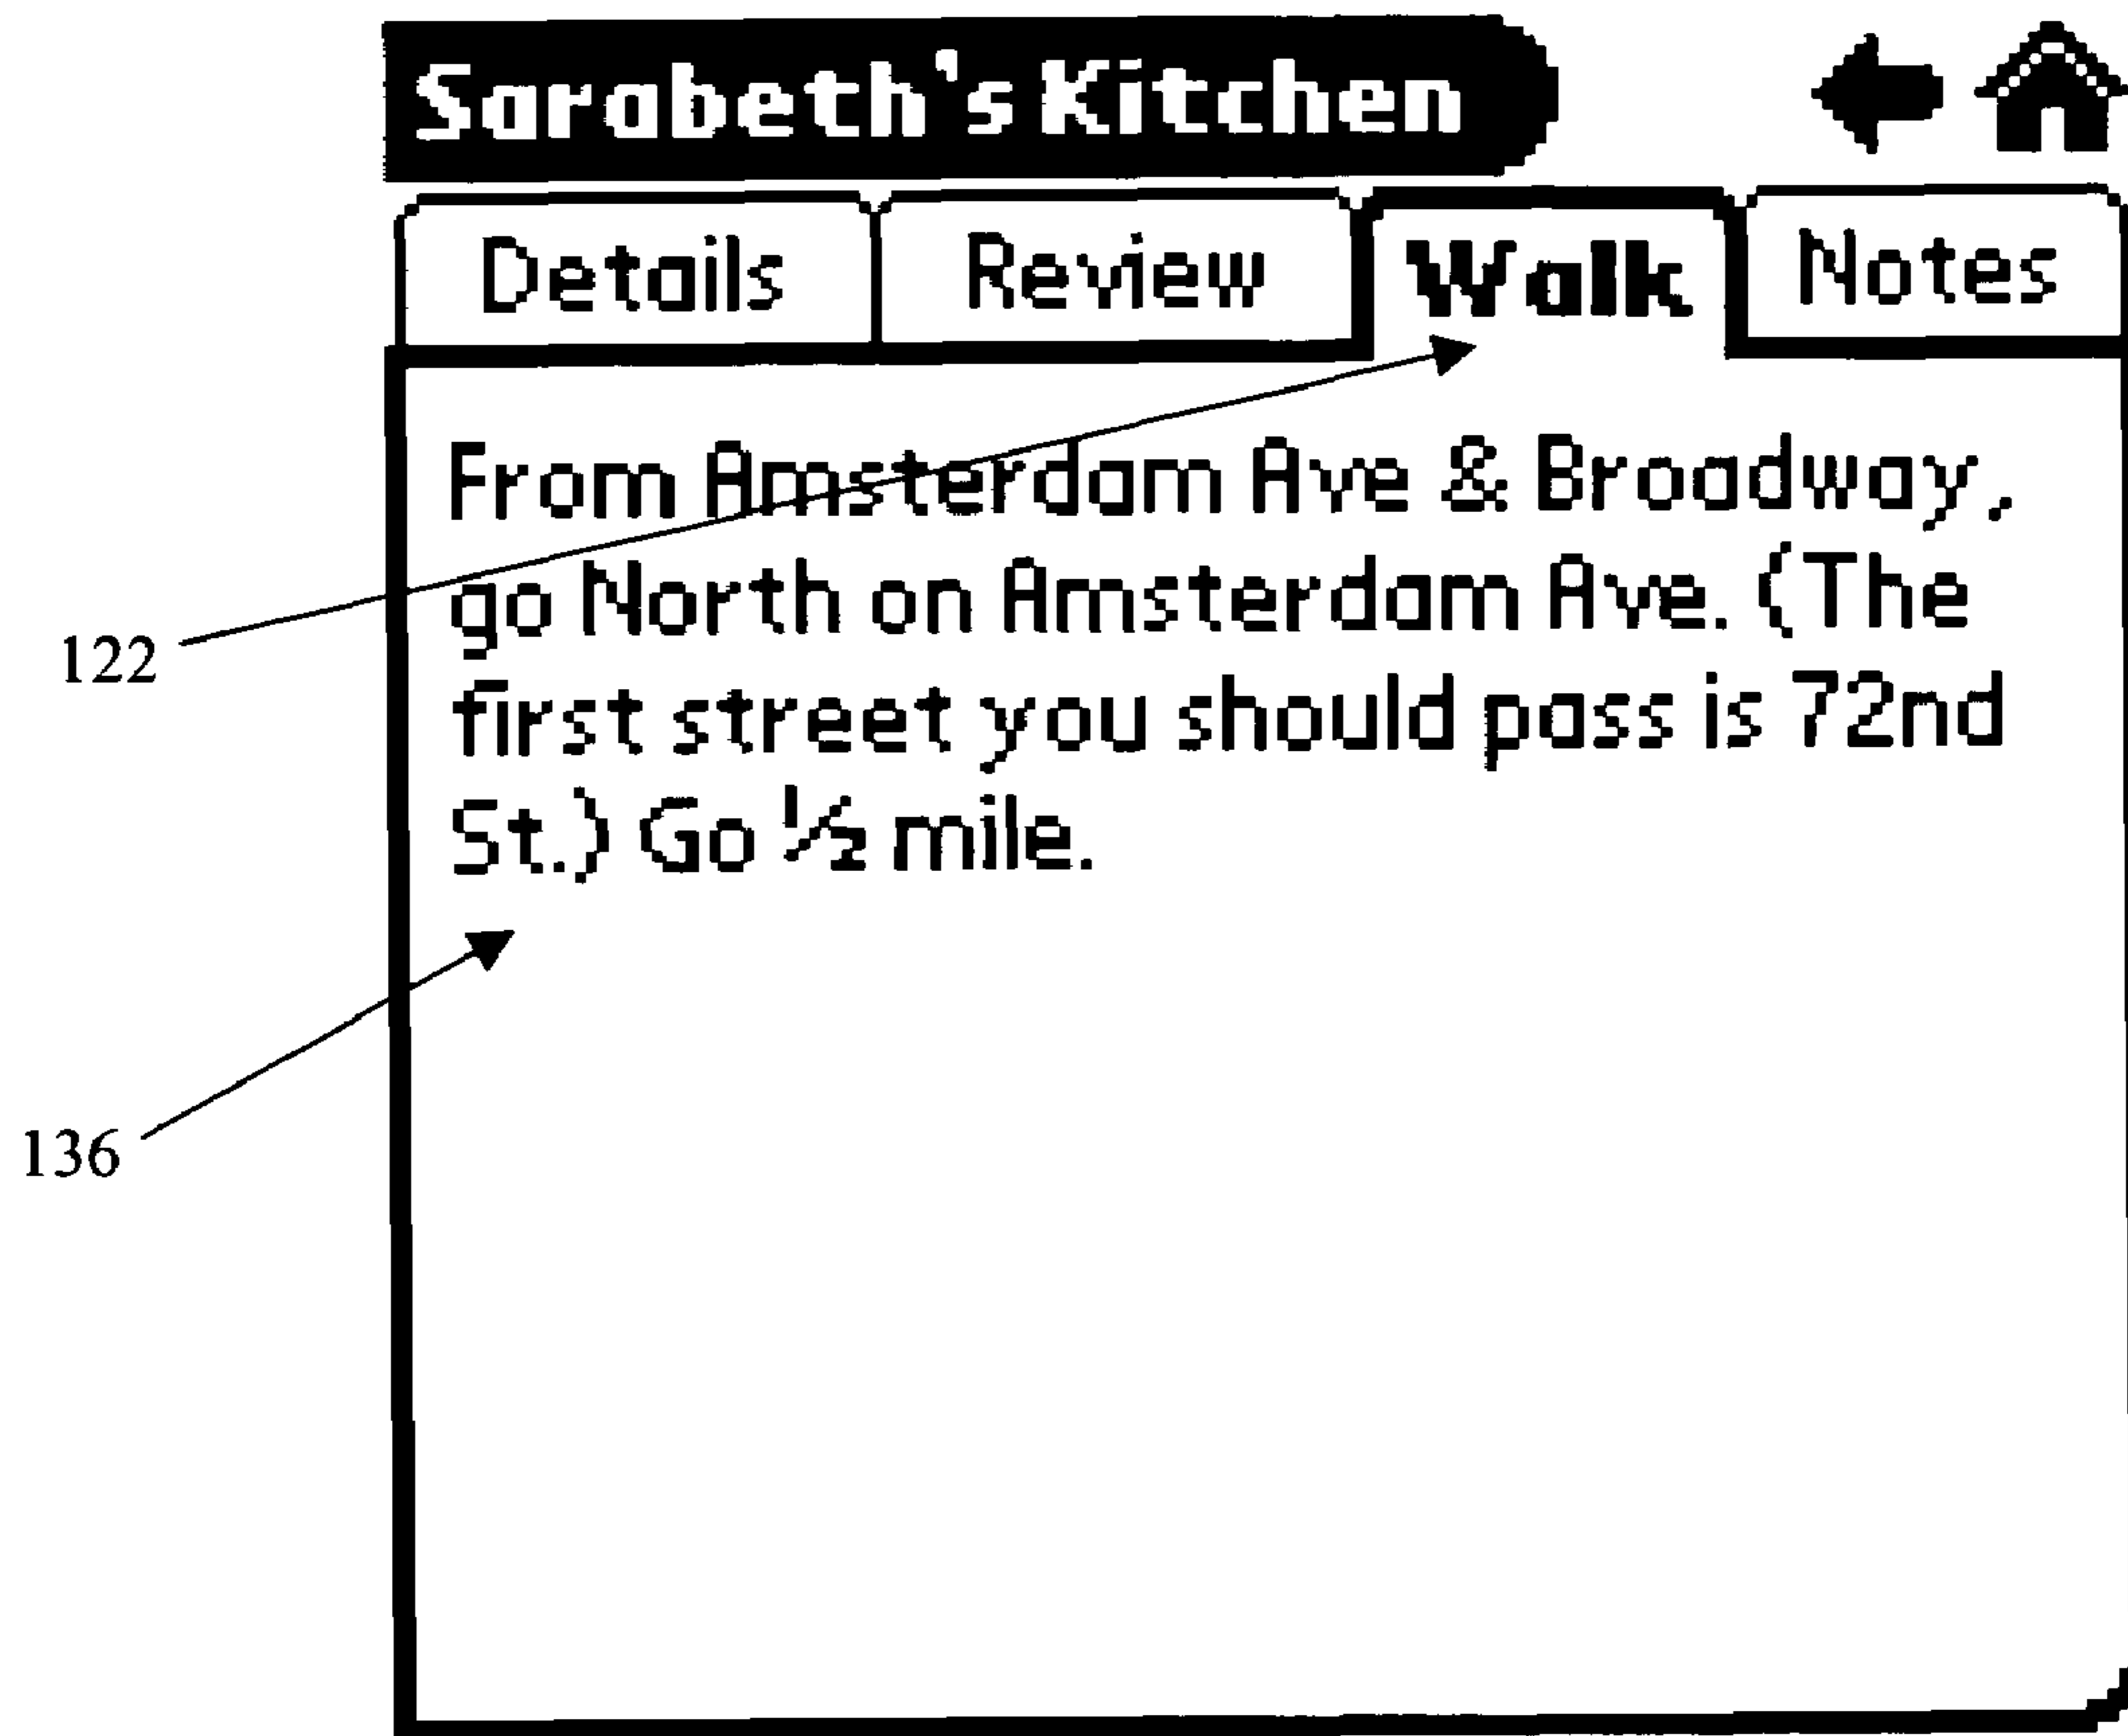 Sarabeth's Kitchen
Details Review Walk Notes
From Amsterdam Ave & Broadway,
go North on Amsterdam Ave. (The
first street you should pass is 72nd
St.) Go ½ mile.
122
136